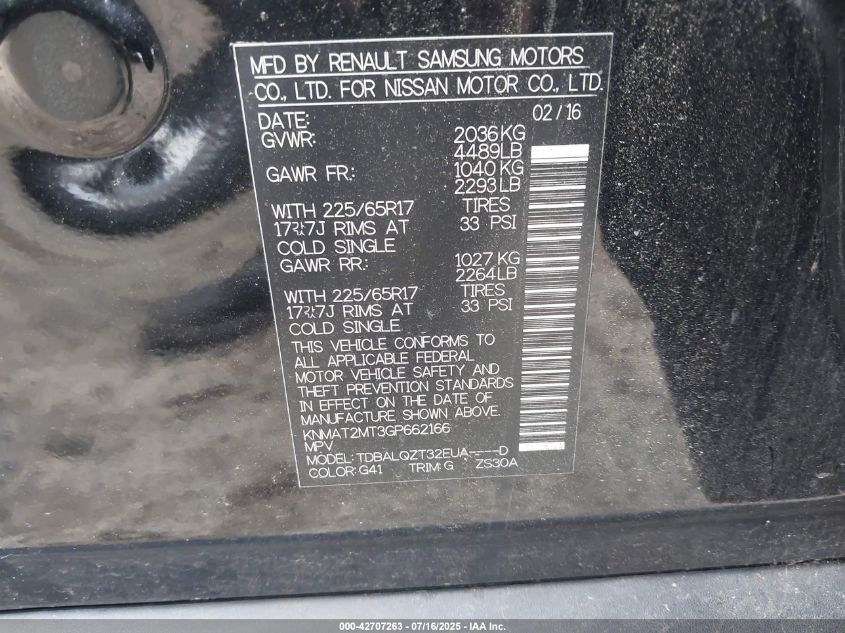 MFD BY RENAULT SAMSUNG MOTORS
CO., LTD. FOR NISSAN MOTOR CO., LTD.
DATE: 02/16
GVWR: 2036KG
4489LB
GAWR FR: 1040KG
2293LB
WITH 225/65R17 TIRES
17X7J RIMS AT 33 PSI
COLD SINGLE
GAWR RR: 1027KG
2264LB
WITH 225/65R17 TIRES
17X7J RIMS AT 33 PSI
COLD SINGLE
THIS VEHICLE CONFORMS TO
ALL APPLICABLE FEDERAL
MOTOR VEHICLE SAFETY AND
THEFT PREVENTION STANDARDS
IN EFFECT ON THE DATE OF
MANUFACTURE SHOWN ABOVE.
KNMAT2MT3GP662166
MPV
MODEL: TDBALQZT32EUA----D
COLOR: G41 TRIM: G ZS30A
000-42707263 - 07/16/2025 - IAA Inc.